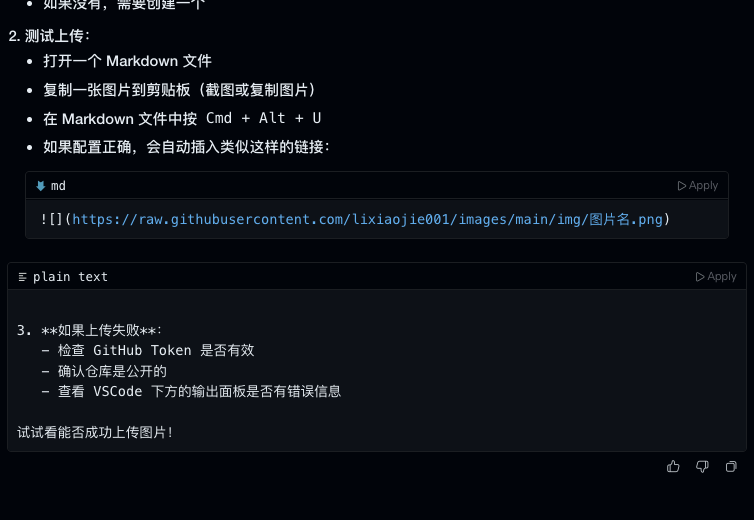 • 如果没有，需要创建一个
2. 测试上传：
• 打开一个 Markdown 文件
• 复制一张图片到剪贴板（截图或复制图片）
• 在 Markdown 文件中按 Cmd + Alt + U
• 如果配置正确，会自动插入类似这样的链接：
md Apply
![](https://raw.githubusercontent.com/lixiaojie001/images/main/img/图片名.png)
plain text Apply
3. **如果上传失败**：
- 检查 GitHub Token 是否有效
- 确认仓库是公开的
- 查看 VSCode 下方的输出面板是否有错误信息
试试看能否成功上传图片！